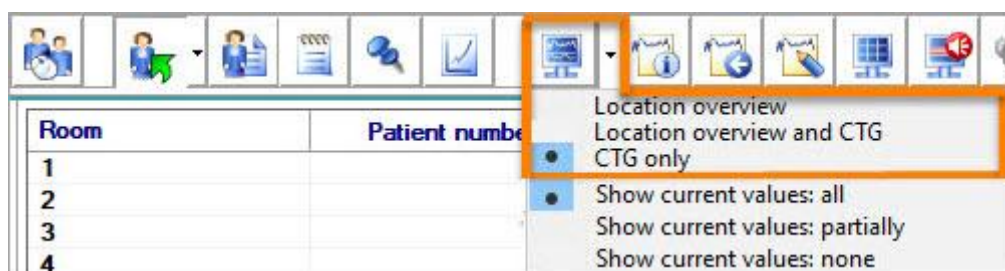 Location overview
Location overview and CTG
CTG only
Show current values: all
Show current values: partially
Show current values: none
Room Patient numbe
1
2
3
4